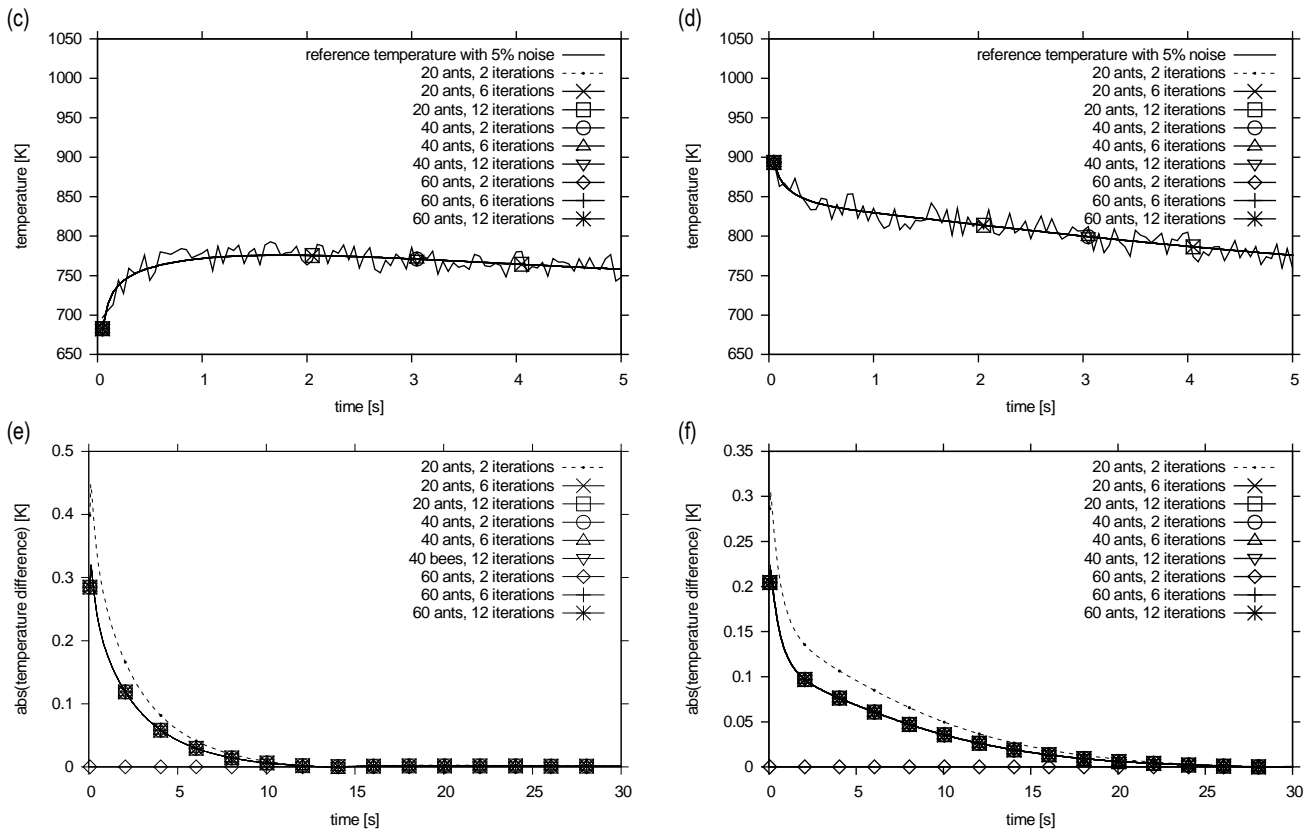 (c)
temperature [K]
1050
1000
950
900
850
800
750
700
650
0 1 2 3 4 5
time [s]
reference temperature with 5% noise
20 ants, 2 iterations
20 ants, 6 iterations
20 ants, 12 iterations
40 ants, 2 iterations
40 ants, 6 iterations
40 ants, 12 iterations
60 ants, 2 iterations
60 ants, 6 iterations
60 ants, 12 iterations
(d)
temperature [K]
1050
1000
950
900
850
800
750
700
650
0 1 2 3 4 5
time [s]
reference temperature with 5% noise
20 ants, 2 iterations
20 ants, 6 iterations
20 ants, 12 iterations
40 ants, 2 iterations
40 ants, 6 iterations
40 ants, 12 iterations
60 ants, 2 iterations
60 ants, 6 iterations
60 ants, 12 iterations
(e)
abs(temperature difference) [K]
0.5
0.4
0.3
0.2
0.1
0
0 5 10 15 20 25 30
time [s]
20 ants, 2 iterations
20 ants, 6 iterations
20 ants, 12 iterations
40 ants, 2 iterations
40 ants, 6 iterations
40 bees, 12 iterations
60 ants, 2 iterations
60 ants, 6 iterations
60 ants, 12 iterations
(f)
abs(temperature difference) [K]
0.35
0.3
0.25
0.2
0.15
0.1
0.05
0
0 5 10 15 20 25 30
time [s]
20 ants, 2 iterations
20 ants, 6 iterations
20 ants, 12 iterations
40 ants, 2 iterations
40 ants, 6 iterations
40 ants, 12 iterations
60 ants, 2 iterations
60 ants, 6 iterations
60 ants, 12 iterations